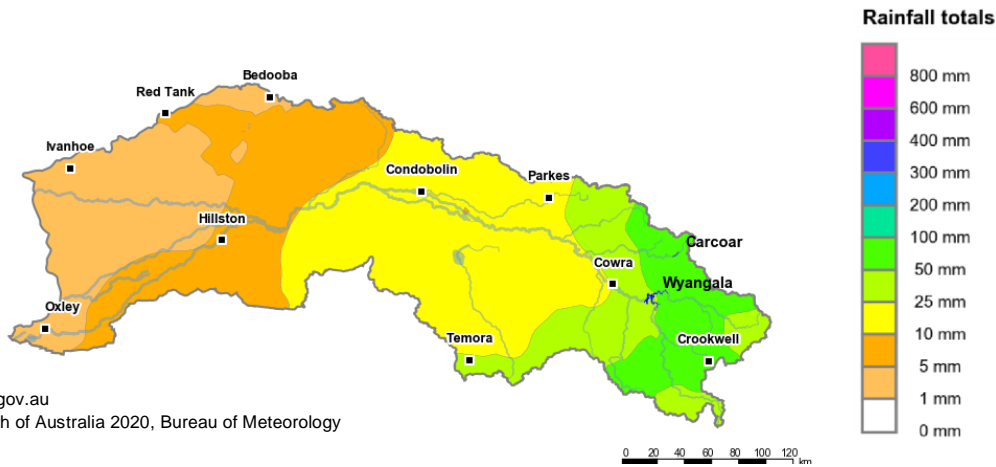 Rainfall totals
800 mm
600 mm
400 mm
300 mm
200 mm
100 mm
50 mm
25 mm
10 mm
5 mm
1 mm
0 mm
Bedooba
Red Tank
Ivanhoe
Condobolin
Parkes
Hillston
Carcoar
Cowra
Wyangala
Oxley
Temora
Crookwell
gov.au
h of Australia 2020, Bureau of Meteorology
0 20 40 60 80 100 120
km